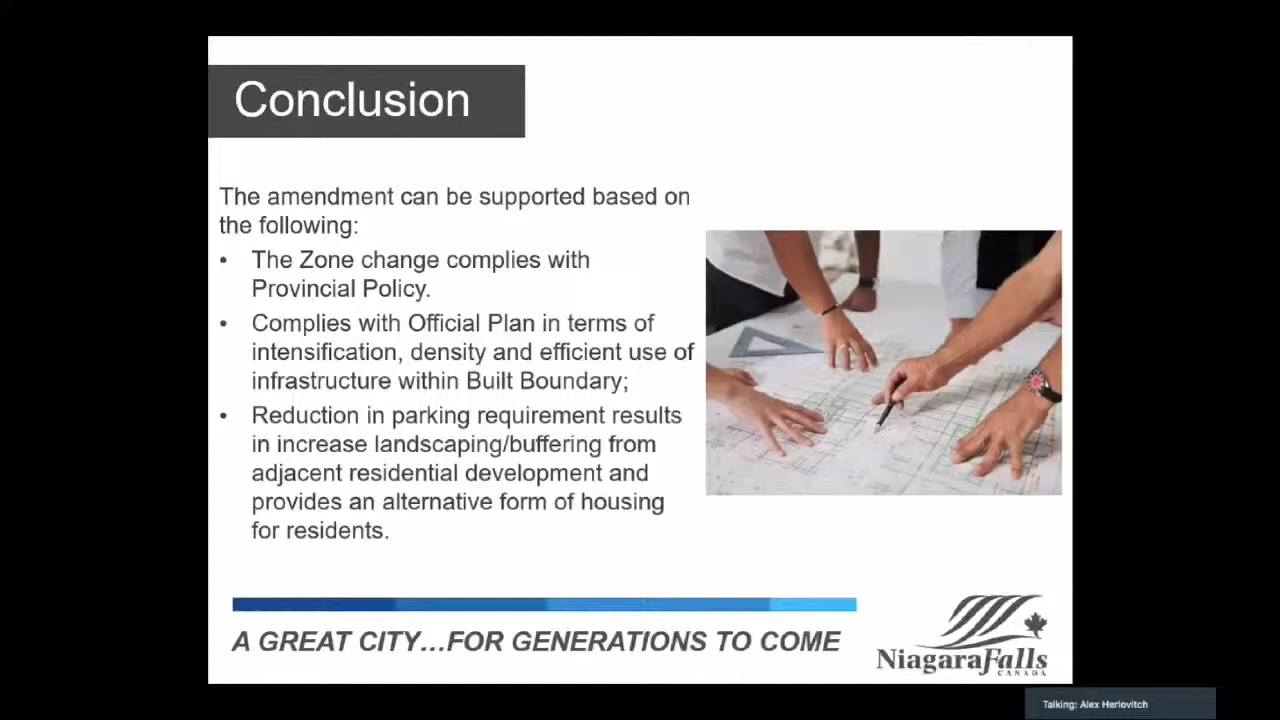 Conclusion
The amendment can be supported based on
the following:
• The Zone change complies with
Provincial Policy.
• Complies with Official Plan in terms of
intensification, density and efficient use of
infrastructure within Built Boundary;
• Reduction in parking requirement results
in increase landscaping/buffering from
adjacent residential development and
provides an alternative form of housing
for residents.
A GREAT CITY...FOR GENERATIONS TO COME
NiagaraFalls
CANADA
Talking: Alex Herlovitch